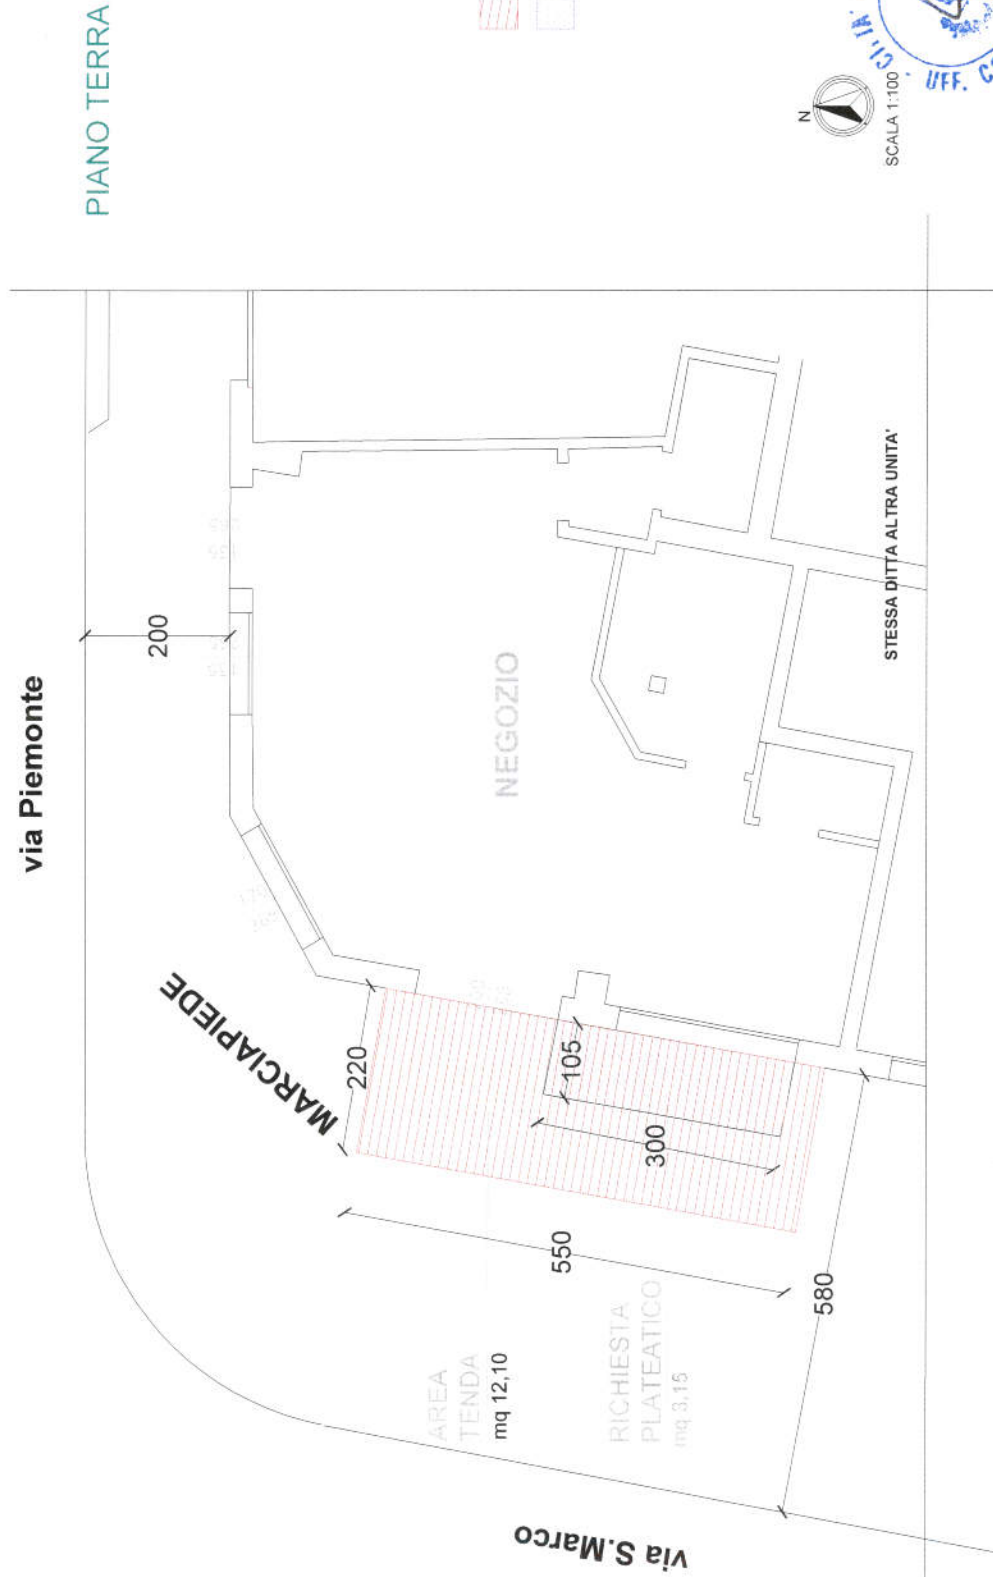 PIANO TERRA
via Piemonte
N
SCALA 1:100
UFF.
200
MARCIAPIEDE
NEGOZIO
STESSA DITTA ALTRA UNITA'
220
105
300
550
580
AREA
TENDA
mq 12,10
RICHIESTA
PLATEATICO
mq 3,15
via S.Marco